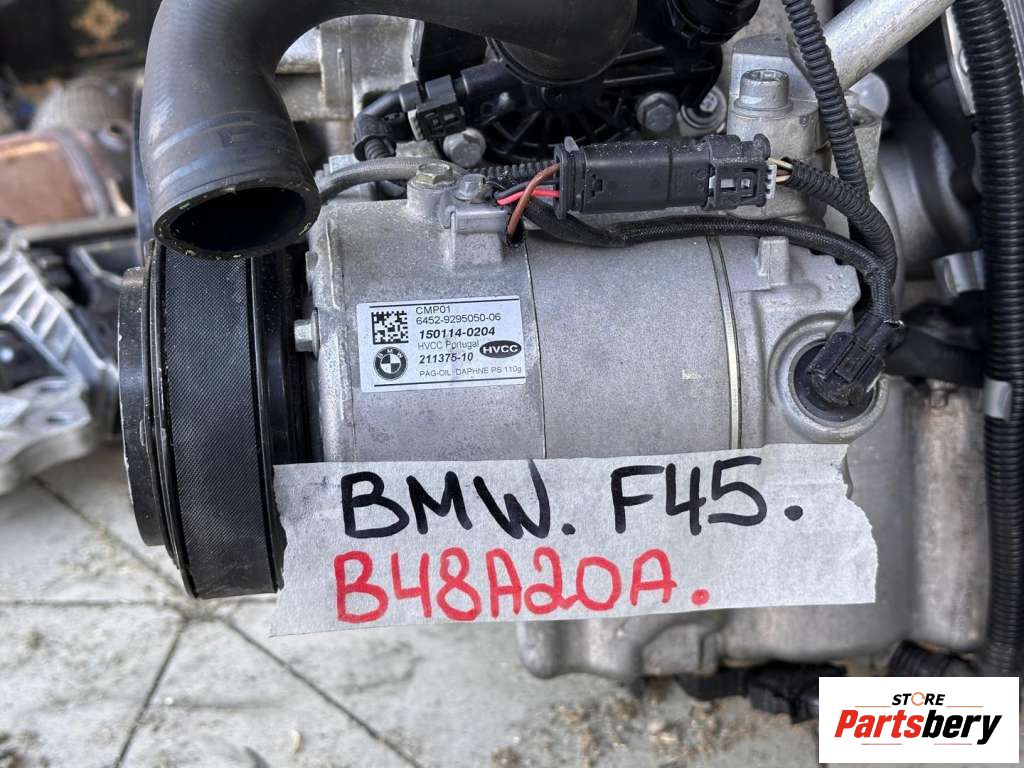 CMP01
6452-9295050-06
150114-0204
HVCC Portugal
211375-10 HVCC
BMW
PAG-OIL: DAPHNE PS 110g
BMW. F45.
B48A20A.
STORE
Partsbery